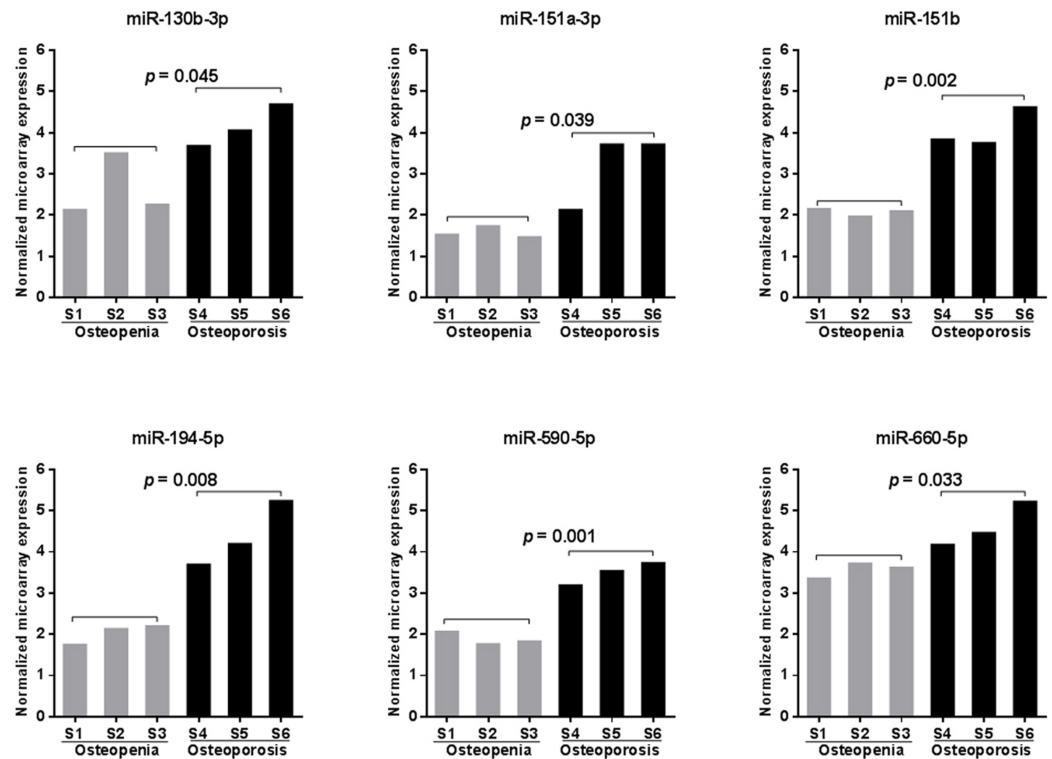 miR-130b-3p
Normalized microarray expression
6
5
4
3
2
1
0
p = 0.045
S1 S2 S3 S4 S5 S6
Osteopenia Osteoporosis
miR-151a-3p
Normalized microarray expression
6
5
4
3
2
1
0
p = 0.039
S1 S2 S3 S4 S5 S6
Osteopenia Osteoporosis
miR-151b
Normalized microarray expression
6
5
4
3
2
1
0
p = 0.002
S1 S2 S3 S4 S5 S6
Osteopenia Osteoporosis
miR-194-5p
Normalized microarray expression
6
5
4
3
2
1
0
p = 0.008
S1 S2 S3 S4 S5 S6
Osteopenia Osteoporosis
miR-590-5p
Normalized microarray expression
6
5
4
3
2
1
0
p = 0.001
S1 S2 S3 S4 S5 S6
Osteopenia Osteoporosis
miR-660-5p
Normalized microarray expression
6
5
4
3
2
1
0
p = 0.033
S1 S2 S3 S4 S5 S6
Osteopenia Osteoporosis